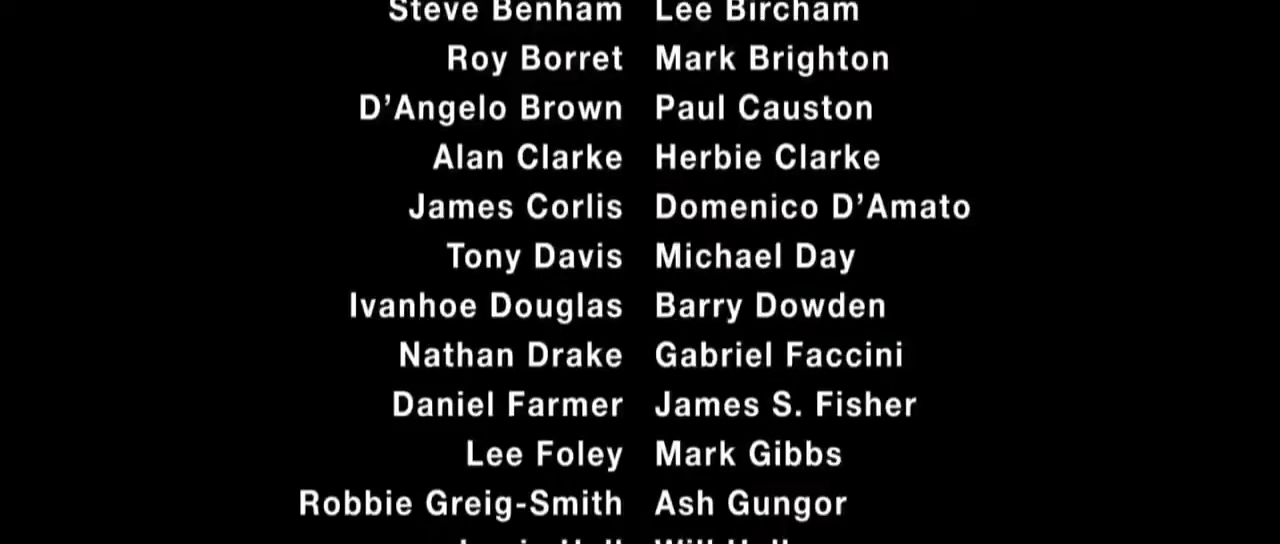 Steve Benham Lee Bircham
Roy Borret Mark Brighton
D’Angelo Brown Paul Causton
Alan Clarke Herbie Clarke
James Corlis Domenico D’Amato
Tony Davis Michael Day
Ivanhoe Douglas Barry Dowden
Nathan Drake Gabriel Faccini
Daniel Farmer James S. Fisher
Lee Foley Mark Gibbs
Robbie Greig-Smith Ash Gungor